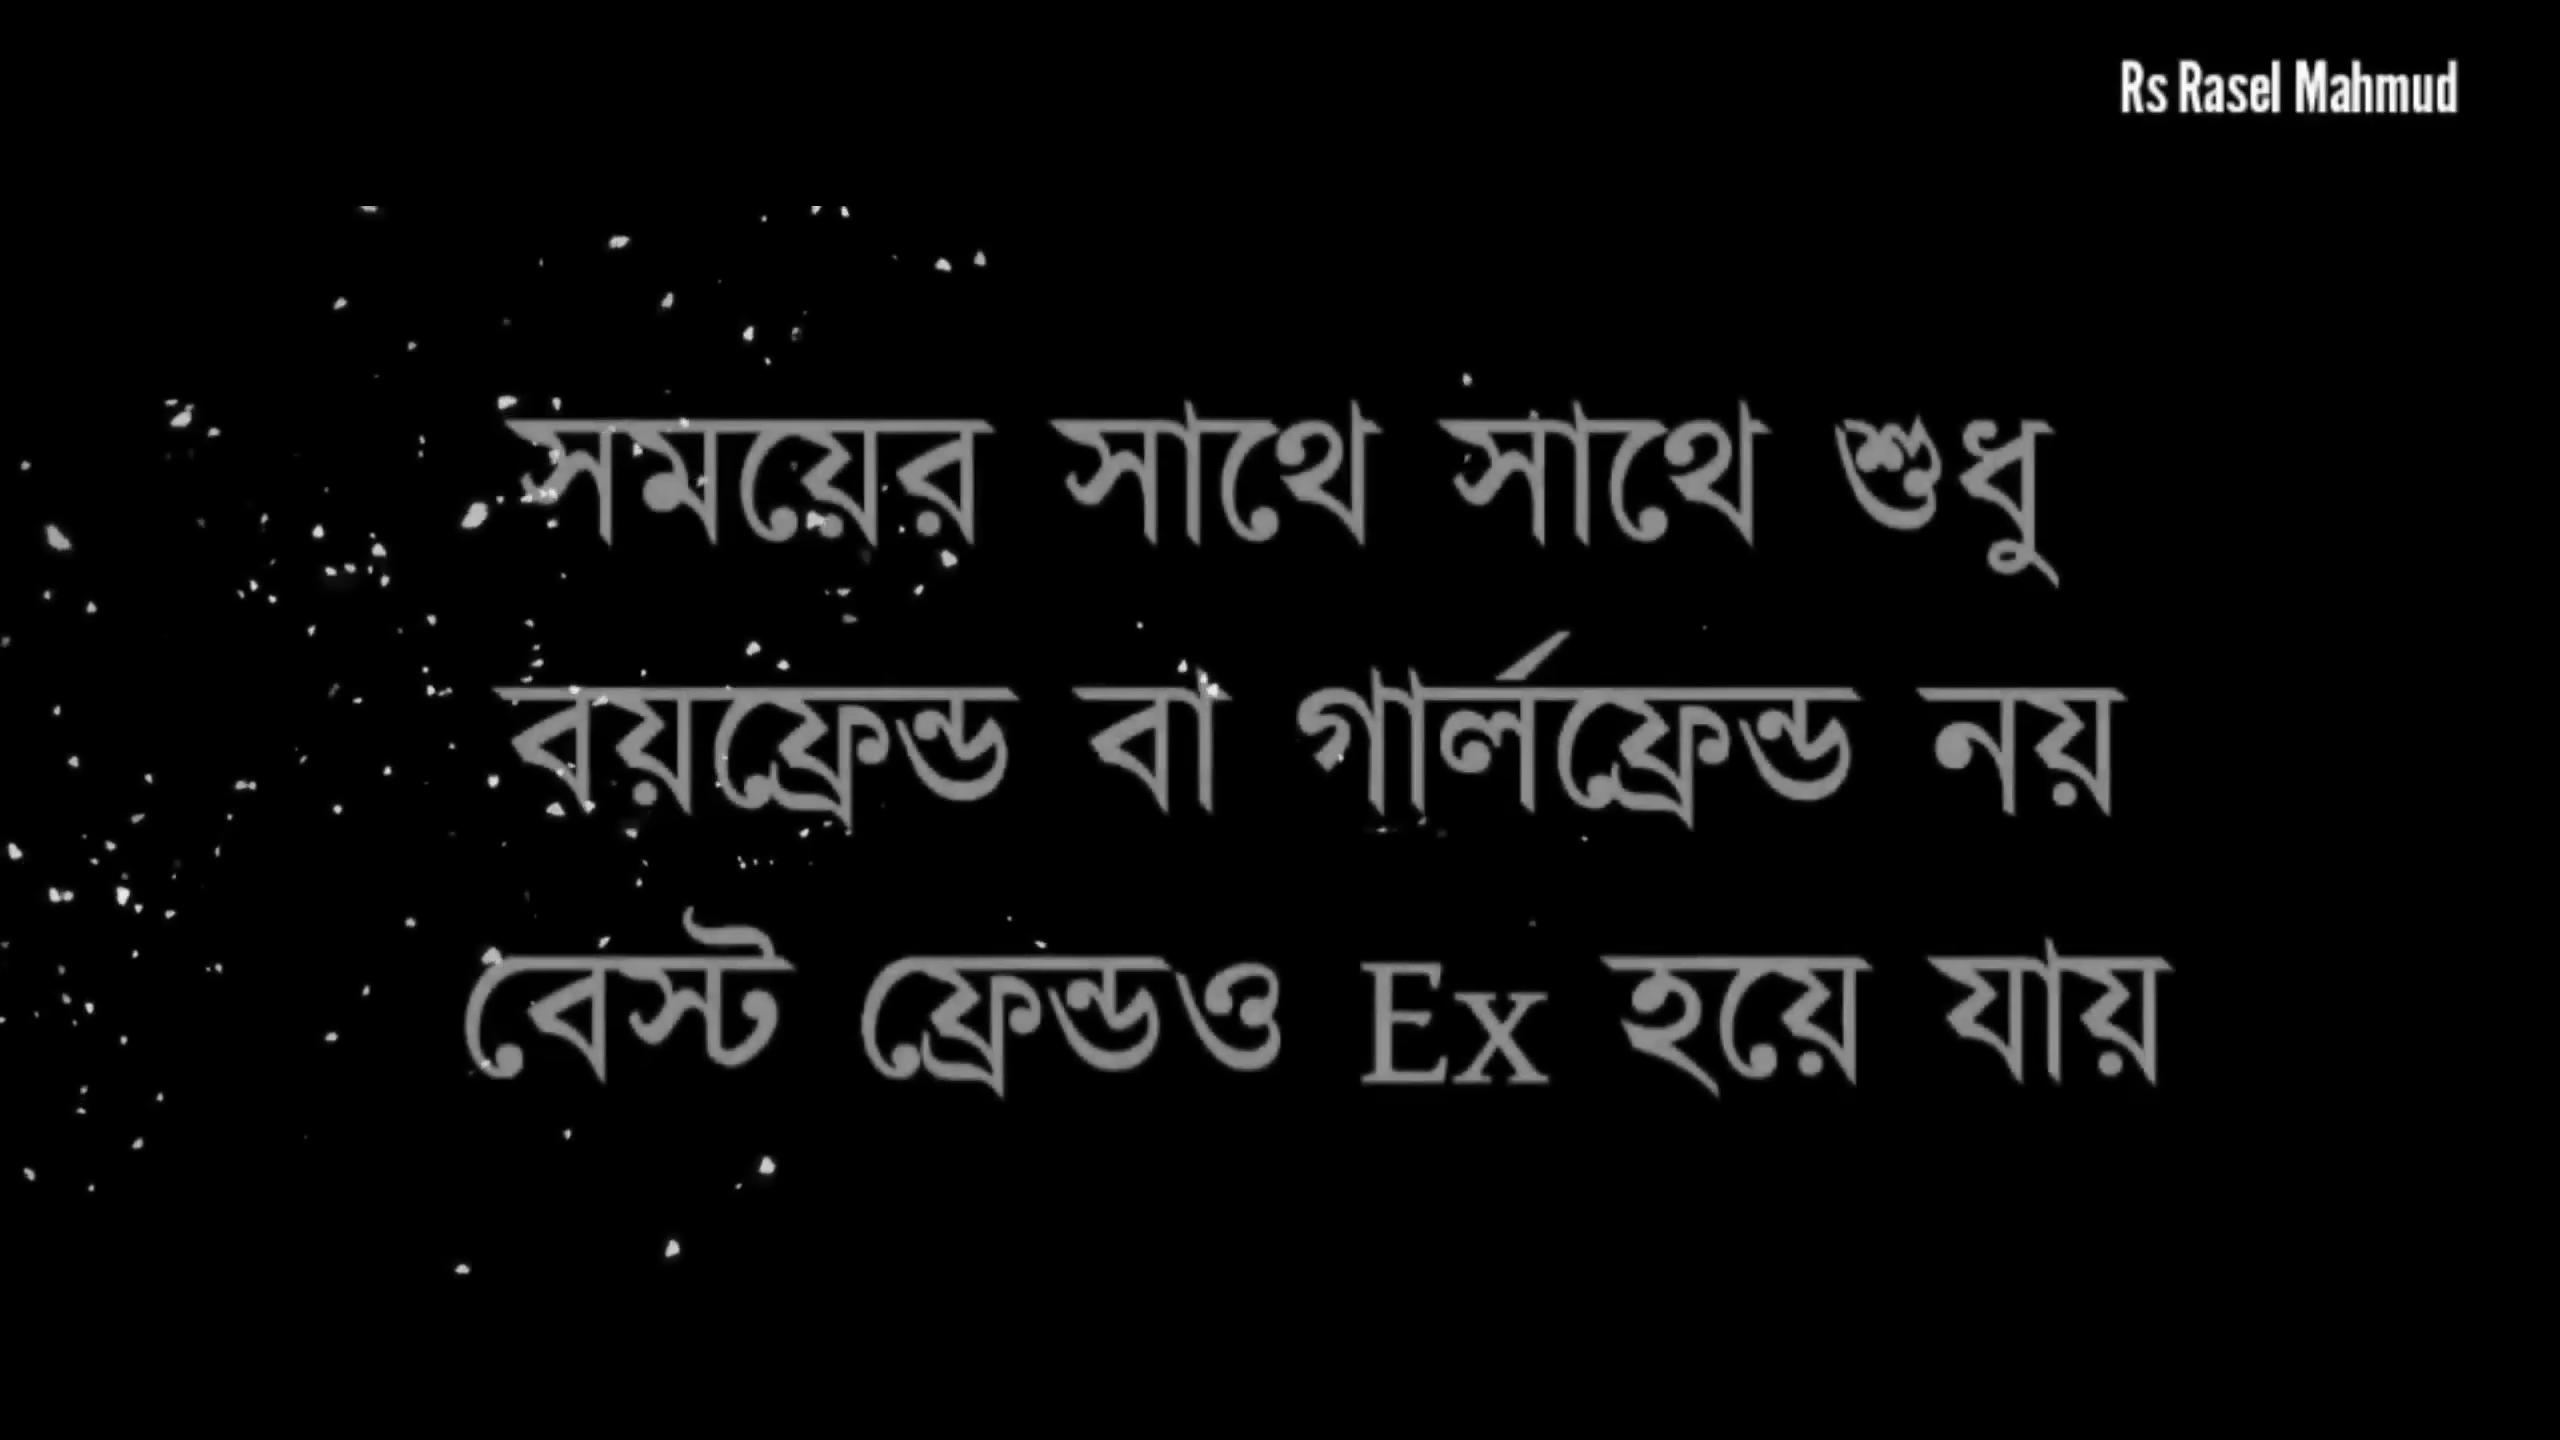 Rs Rasel Mahmud
সময়ের সাথে সাথে শুধু
বয়ফ্রেন্ড বা গার্লফ্রেন্ড নয়
বেস্ট ফ্রেন্ডও Ex হয়ে যায়